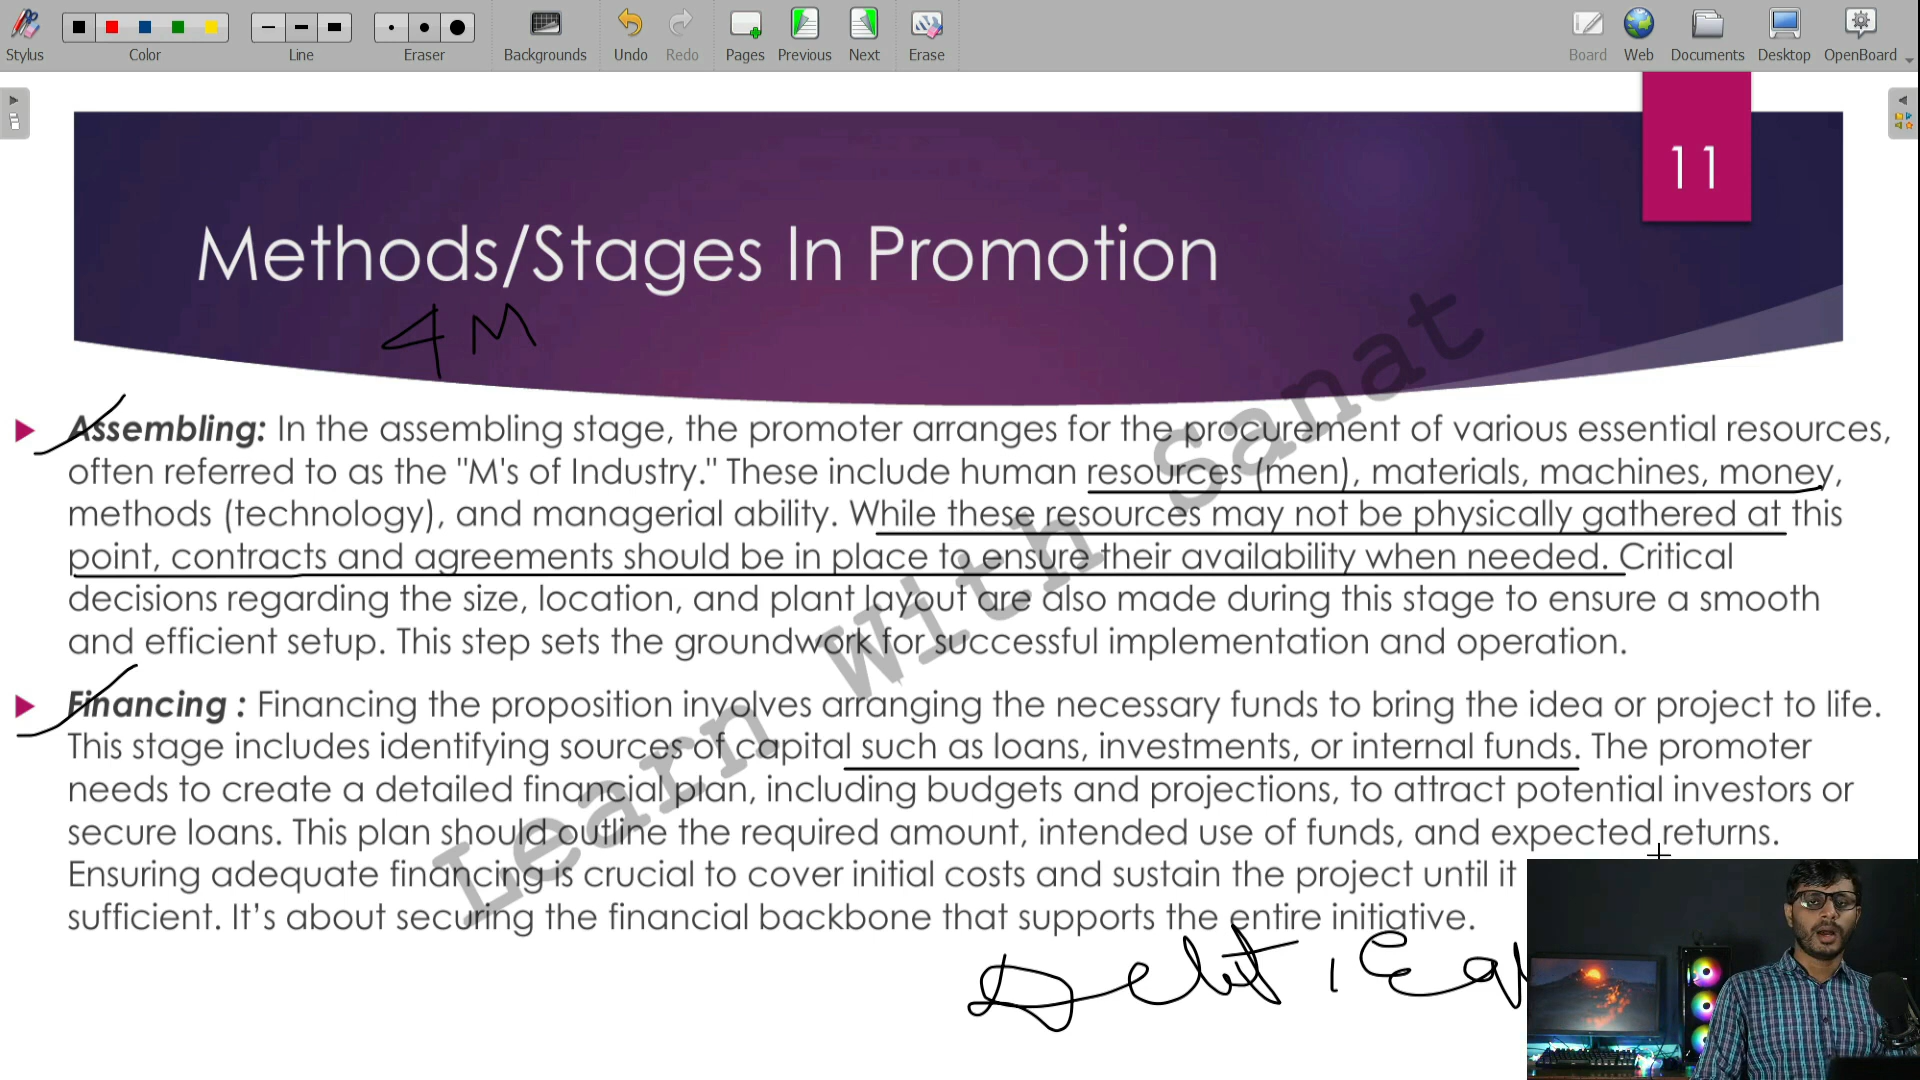 Stylus
Color
Line
Eraser
Backgrounds
Undo
Redo
Pages
Previous
Next
Erase
Board
Web
Documents
Desktop
OpenBoard
11
Methods/Stages In Promotion
4 M
Assembling: In the assembling stage, the promoter arranges for the procurement of various essential resources,
often referred to as the "M's of Industry." These include human resources (men), materials, machines, money,
methods (technology), and managerial ability. While these resources may not be physically gathered at this
point, contracts and agreements should be in place to ensure their availability when needed. Critical
decisions regarding the size, location, and plant layout are also made during this stage to ensure a smooth
and efficient setup. This step sets the groundwork for successful implementation and operation.
Financing : Financing the proposition involves arranging the necessary funds to bring the idea or project to life.
This stage includes identifying sources of capital such as loans, investments, or internal funds. The promoter
needs to create a detailed financial plan, including budgets and projections, to attract potential investors or
secure loans. This plan should outline the required amount, intended use of funds, and expected returns.
Ensuring adequate financing is crucial to cover initial costs and sustain the project until it
sufficient. It’s about securing the financial backbone that supports the entire initiative.
Learn With Sanat
Debt,